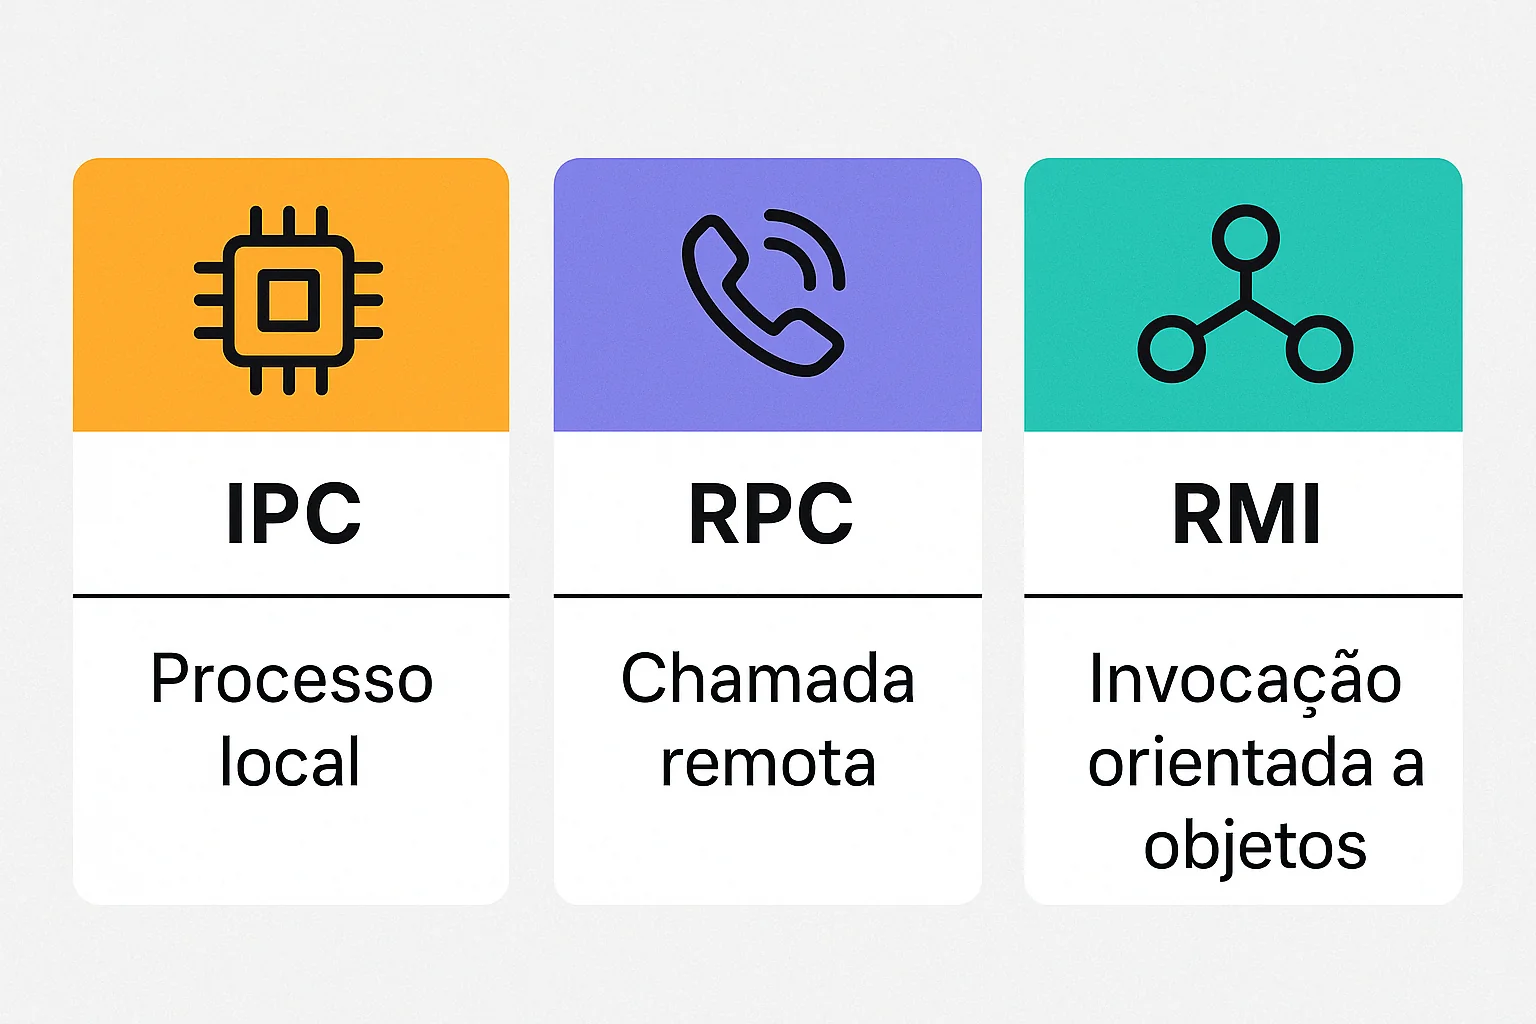 IPC
Processo
local
RPC
Chamada
remota
RMI
Invocação
orientada a
objetos